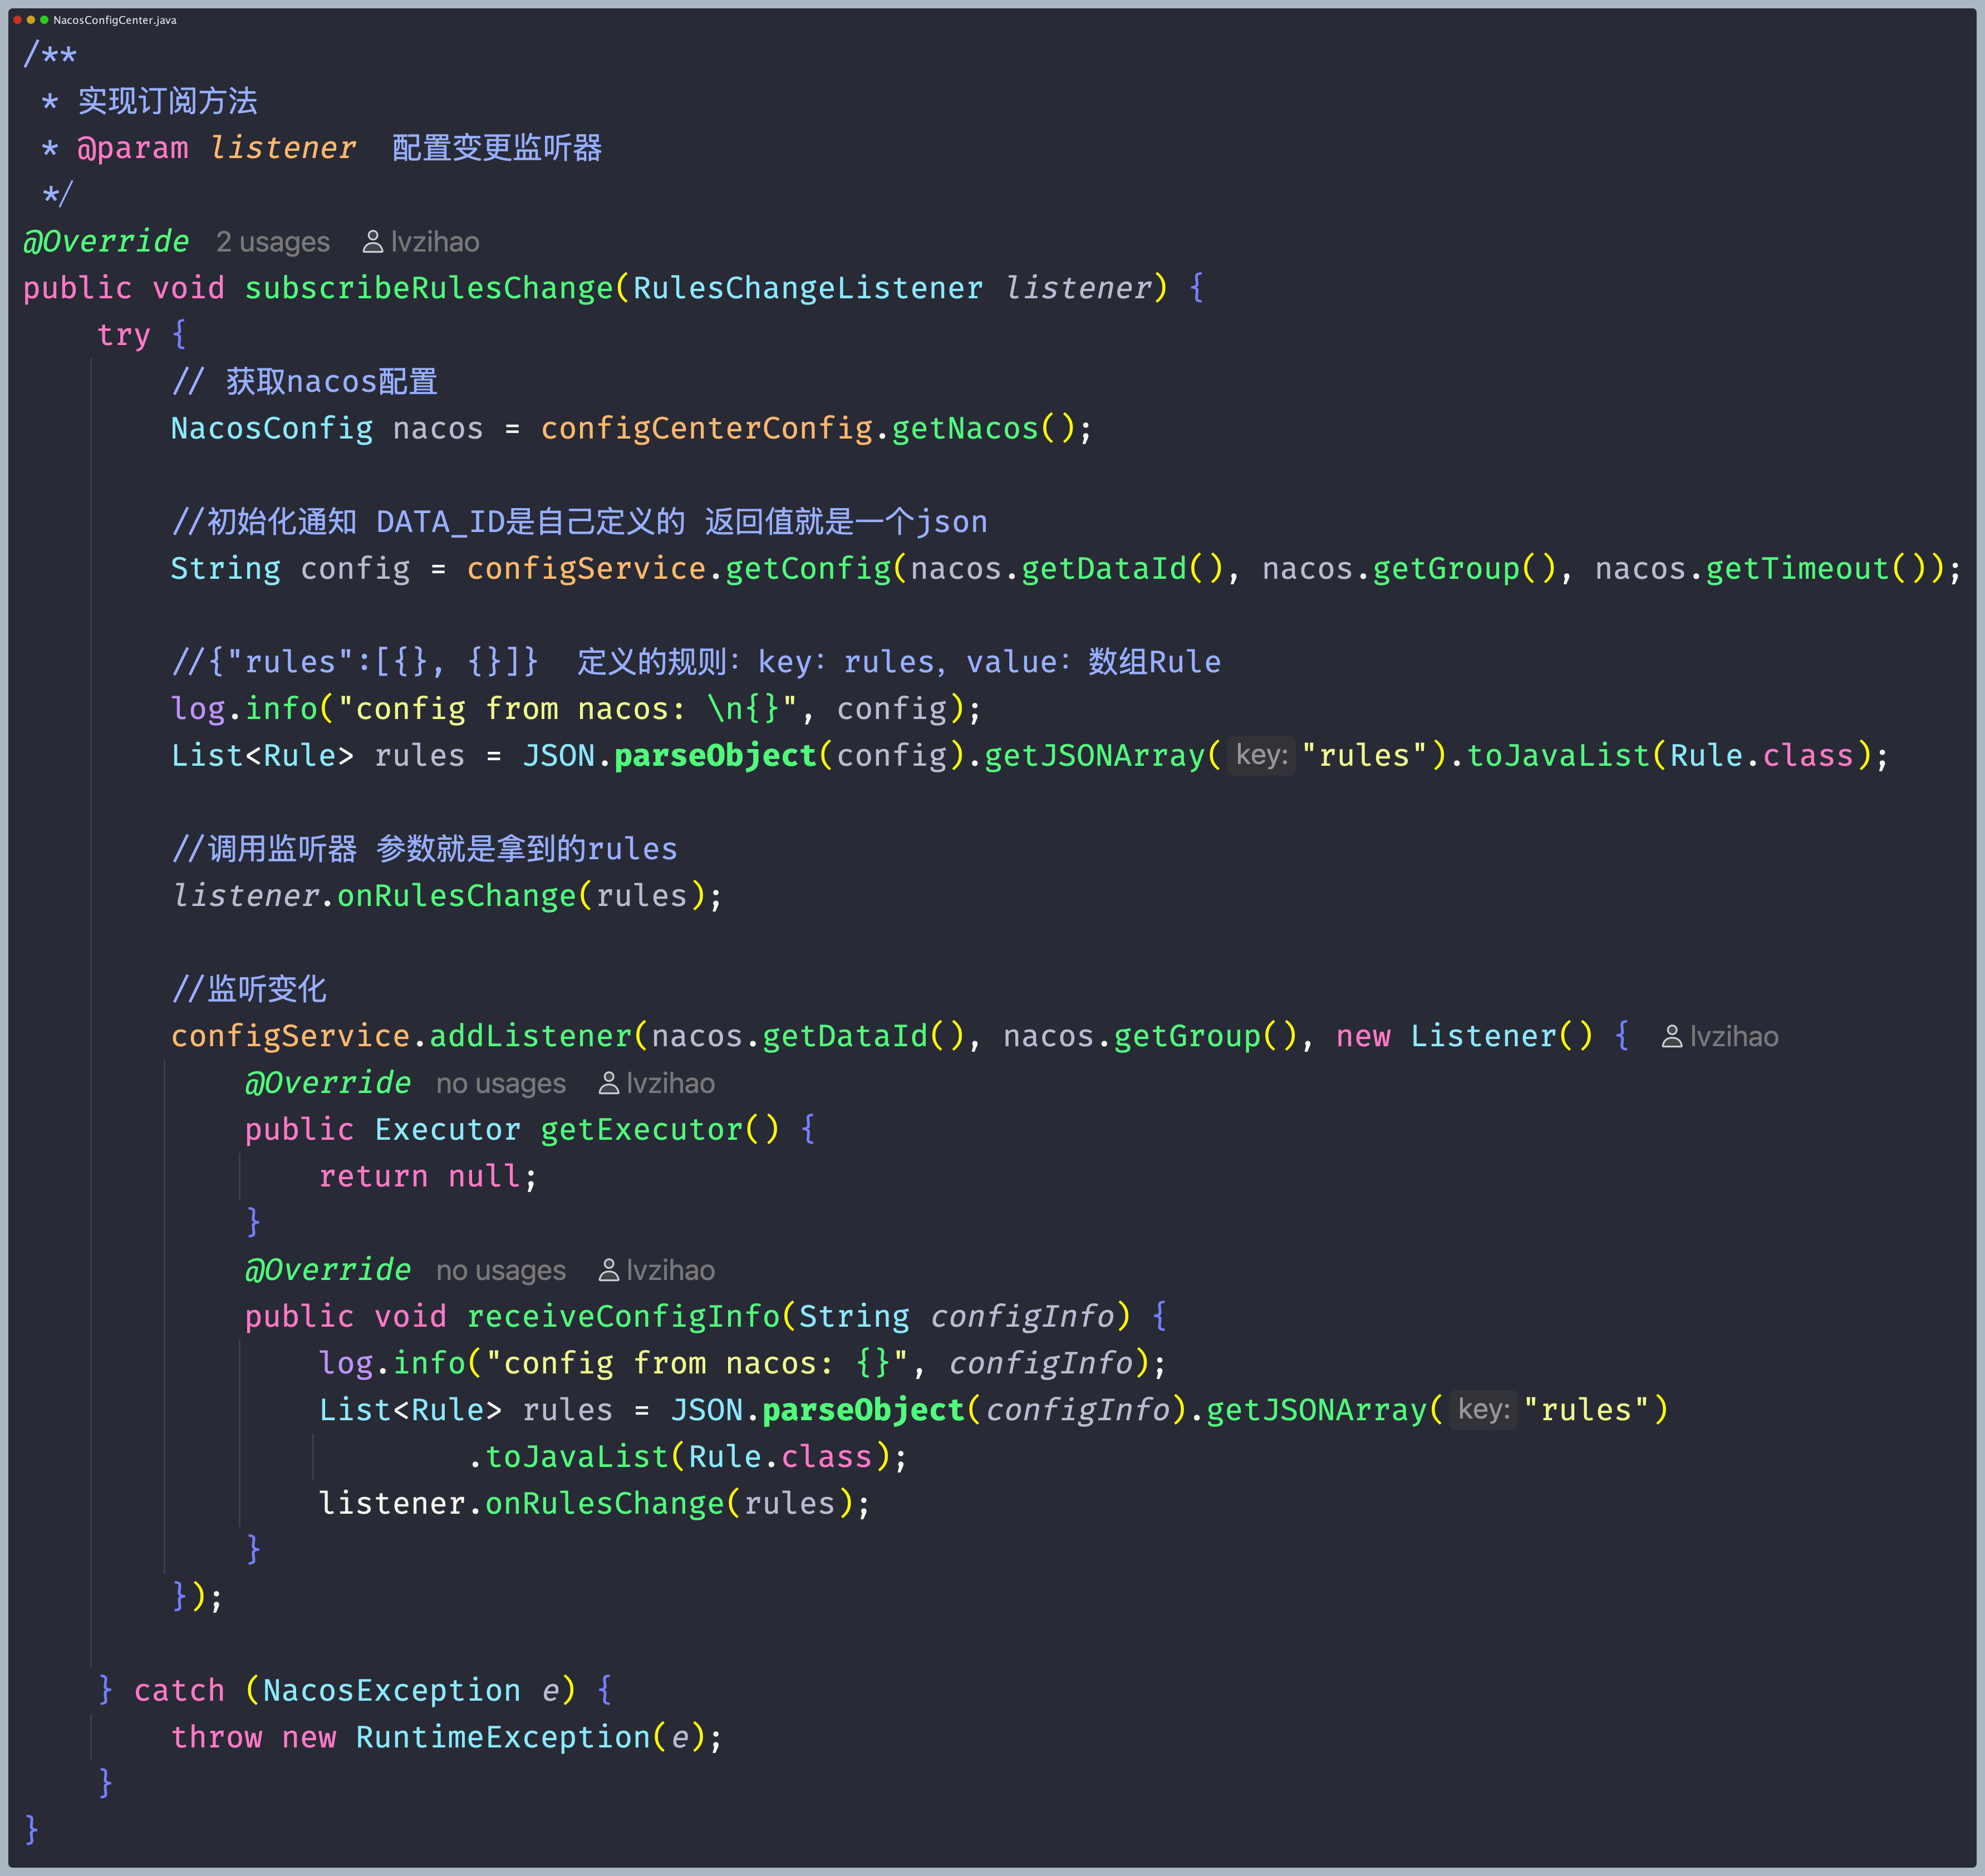 NacosConfigCenter.java
/**
 * 实现订阅方法
 * @param listener  配置变更监听器
 */
@Override 2 usages lvzihao
public void subscribeRulesChange(RulesChangeListener listener) {
    try {
        // 获取nacos配置
        NacosConfig nacos = configCenterConfig.getNacos();
        //初始化通知 DATA_ID是自己定义的 返回值就是一个json
        String config = configService.getConfig(nacos.getDataId(), nacos.getGroup(), nacos.getTimeout());
        //{"rules":[{}, {}]}  定义的规则：key：rules，value：数组Rule
        log.info("config from nacos: \n{}", config);
        List<Rule> rules = JSON.parseObject(config).getJSONArray( key: "rules").toJavaList(Rule.class);
        //调用监听器 参数就是拿到的rules
        listener.onRulesChange(rules);
        //监听变化
        configService.addListener(nacos.getDataId(), nacos.getGroup(), new Listener() { lvzihao
            @Override no usages lvzihao
            public Executor getExecutor() {
                return null;
            }
            @Override no usages lvzihao
            public void receiveConfigInfo(String configInfo) {
                log.info("config from nacos: {}", configInfo);
                List<Rule> rules = JSON.parseObject(configInfo).getJSONArray( key: "rules")
                        .toJavaList(Rule.class);
                listener.onRulesChange(rules);
            }
        });
    } catch (NacosException e) {
        throw new RuntimeException(e);
    }
}